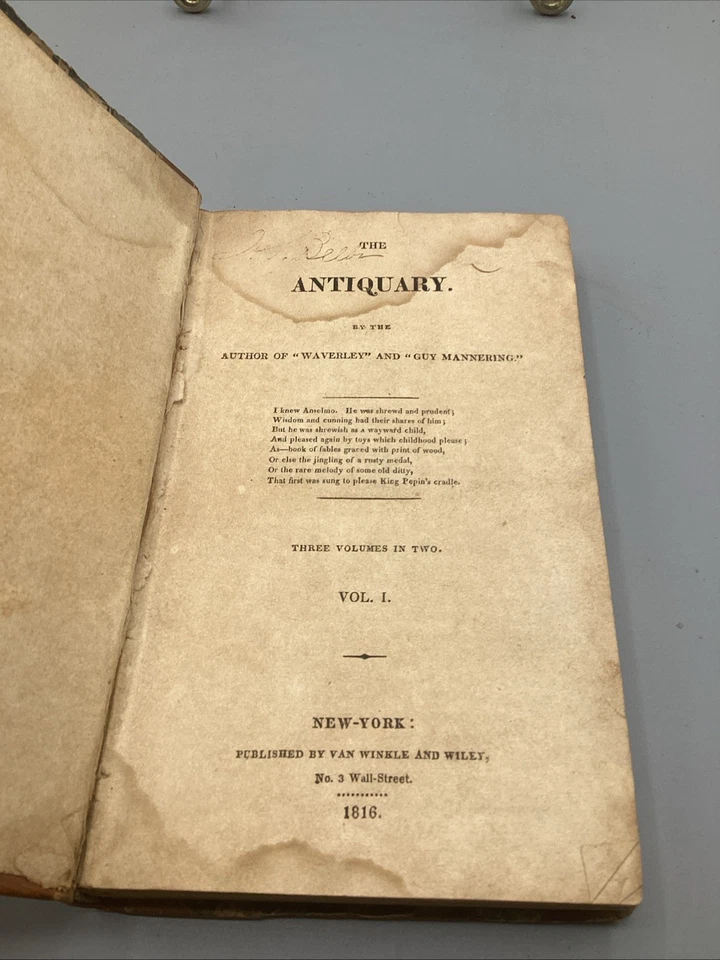 THE
ANTIQUARY.
BY THE
AUTHOR OF "WAVERLEY" AND "GUY MANNERING."
I knew Anselmo. He was shrewd and prudent;
Wisdom and cunning had their shares of him;
But he was shrewish as a wayward child,
And pleased again by toys which childhood please;
As—book of fables graced with print of wood,
Or else the jingling of a rusty medal,
Or the rare melody of some old ditty,
That first was sung to please King Pepin's cradle.
THREE VOLUMES IN TWO.
VOL. I.
NEW-YORK:
PUBLISHED BY VAN WINKLE AND WILEY,
No. 3 Wall-Street.
1816.